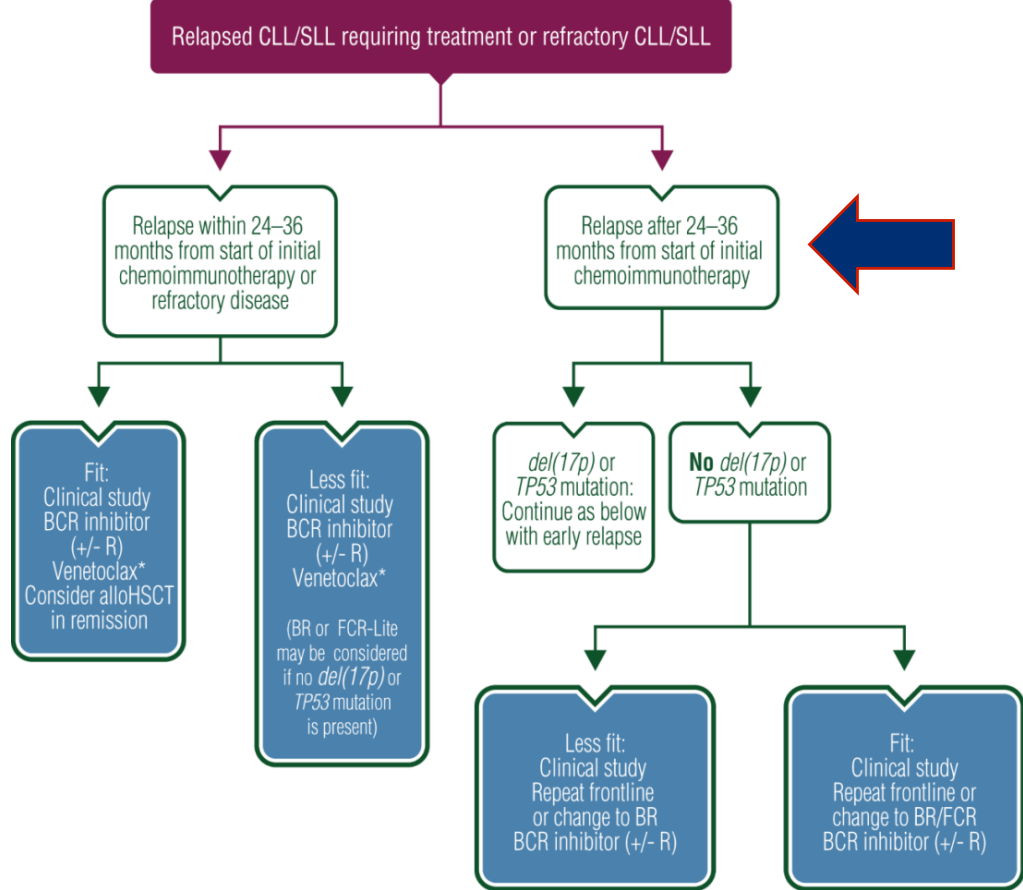 Relapsed CLL/SLL requiring treatment or refractory CLL/SLL
Relapse within 24–36
months from start of initial
chemoimmunotherapy or
refractory disease
Relapse after 24–36
months from start of initial
chemoimmunotherapy
Fit:
Clinical study
BCR inhibitor
(+/- R)
Venetoclax*
Consider alloHSCT
in remission
Less fit:
Clinical study
BCR inhibitor
(+/- R)
Venetoclax*
(BR or FCR-Lite
may be considered
if no del(17p) or
TP53 mutation
is present)
del(17p) or
TP53 mutation:
Continue as below
with early relapse
No del(17p) or
TP53 mutation
Less fit:
Clinical study
Repeat frontline
or change to BR
BCR inhibitor (+/- R)
Fit:
Clinical study
Repeat frontline or
change to BR/FCR
BCR inhibitor (+/- R)